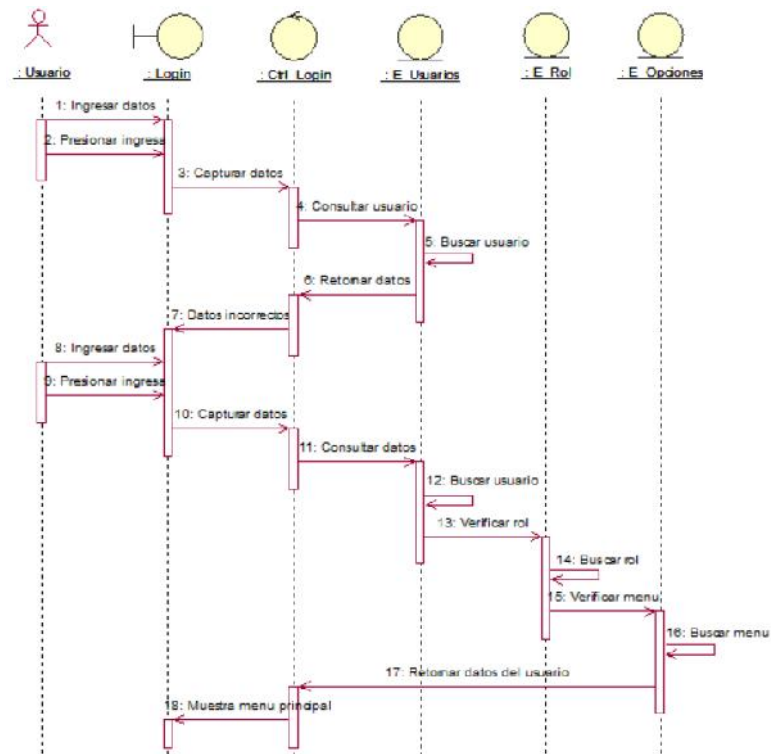 : Usuario
: Login
: Ctrl_Login
: E_Usuarios
: E_Rol
: E_Opciones
1: Ingresar datos
2: Presionar ingresa
3: Capturar datos
4: Consultar usuario
5: Buscar usuario
6: Retornar datos
7: Datos incorrectos
8: Ingresar datos
9: Presionar ingresa
10: Capturar datos
11: Consultar datos
12: Buscar usuario
13: Verificar rol
14: Buscar rol
15: Verificar menu
16: Buscar menu
17: Retornar datos del usuario
18: Muestra menu principal